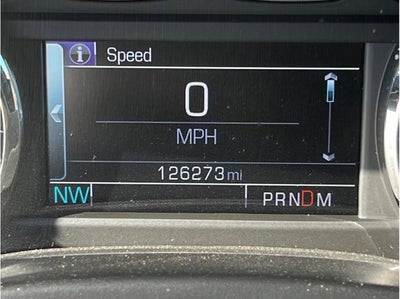 i Speed
0
MPH
126273 mi
NW PRNDM